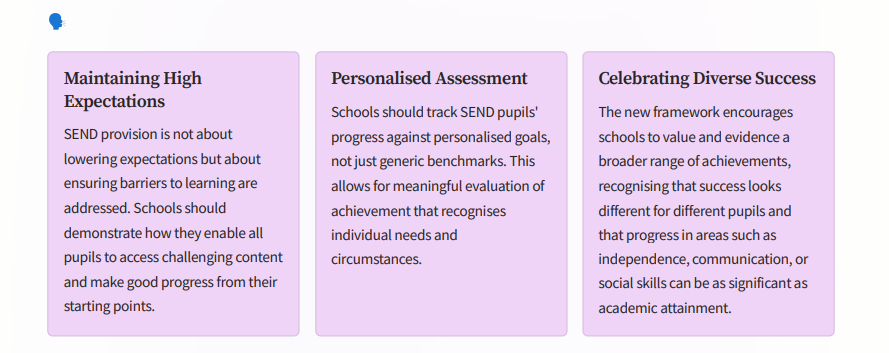 Maintaining High
Expectations
SEND provision is not about
lowering expectations but about
ensuring barriers to learning are
addressed. Schools should
demonstrate how they enable all
pupils to access challenging content
and make good progress from their
starting points.
Personalised Assessment
Schools should track SEND pupils'
progress against personalised goals,
not just generic benchmarks. This
allows for meaningful evaluation of
achievement that recognises
individual needs and
circumstances.
Celebrating Diverse Success
The new framework encourages
schools to value and evidence a
broader range of achievements,
recognising that success looks
different for different pupils and
that progress in areas such as
independence, communication, or
social skills can be as significant as
academic attainment.